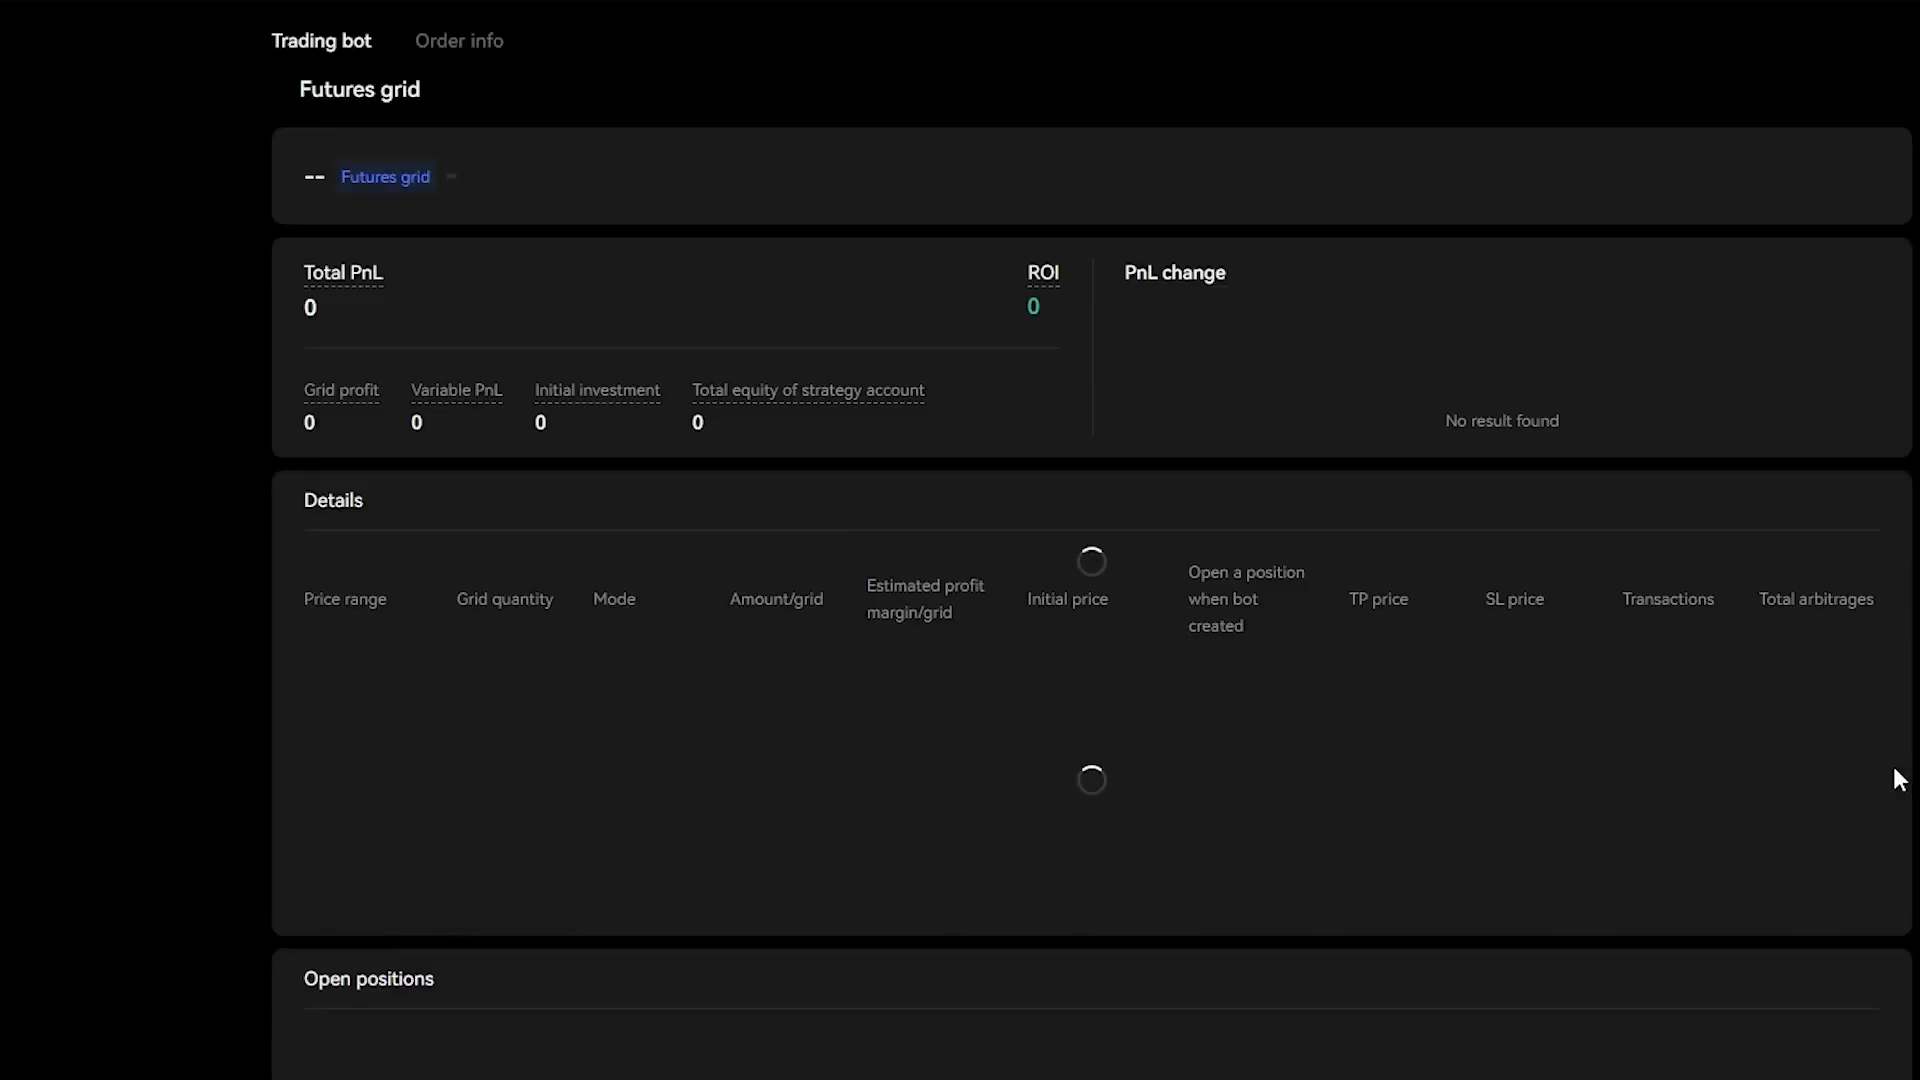 Trading bot Order info
Futures grid
-- Futures grid --
Total PnL ROI PnL change
0 0
Grid profit Variable PnL Initial investment Total equity of strategy account
0 0 0 0
No result found
Details
Price range Grid quantity Mode Amount/grid Estimated profit margin/grid Initial price Open a position when bot created TP price SL price Transactions Total arbitrages
Open positions